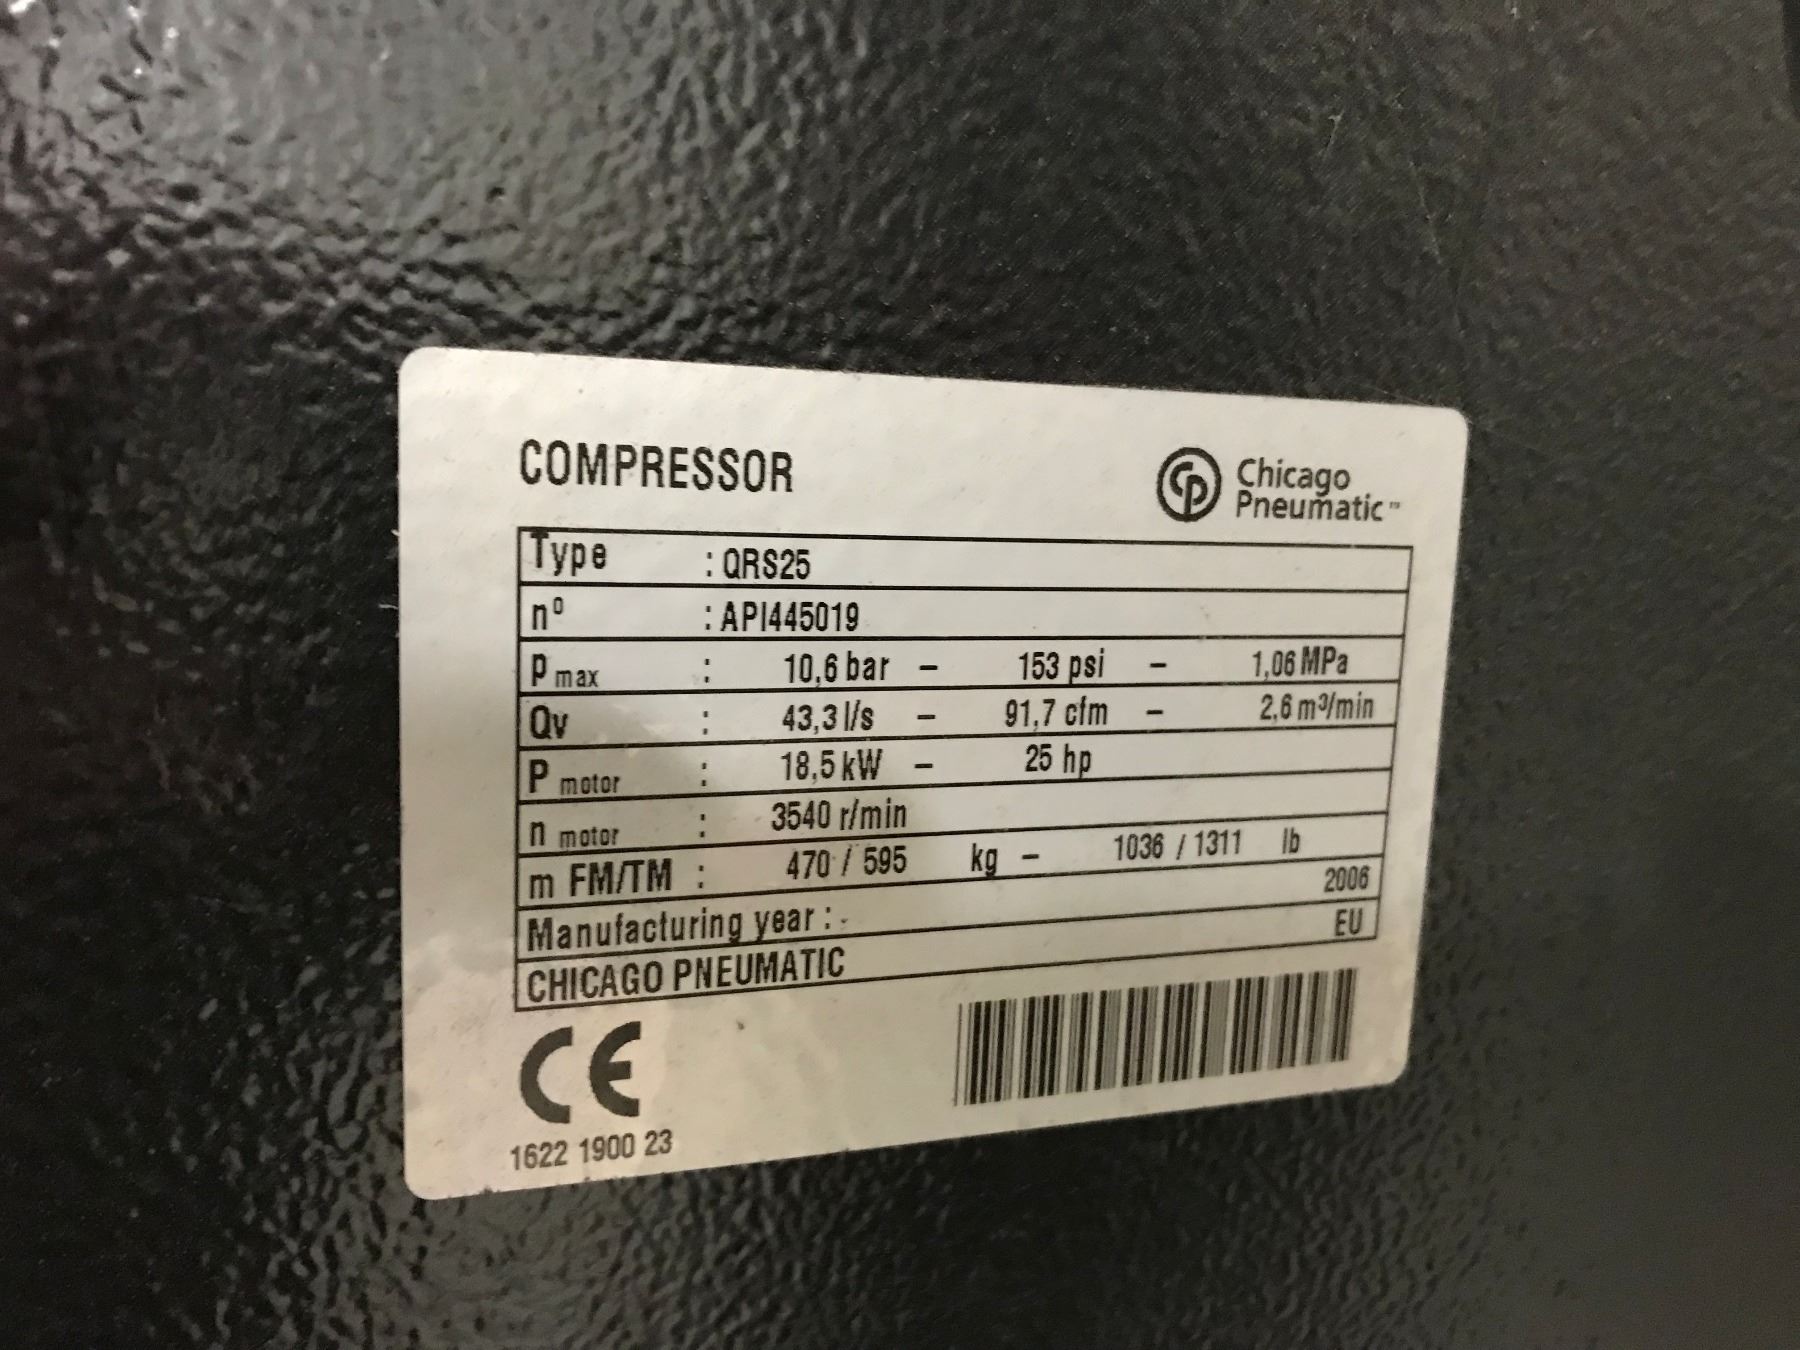 COMPRESSOR
CP Chicago
Pneumatic™
Type : QRS25
nº : API445019
P max : 10,6 bar – 153 psi – 1,06 MPa
Qv : 43,3 l/s – 91,7 cfm – 2,6 m³/min
P motor : 18,5 kW – 25 hp
n motor : 3540 r/min
m FM/TM : 470 / 595 kg – 1036 / 1311 lb
Manufacturing year : 2006
CHICAGO PNEUMATIC EU
CE
1622 1900 23